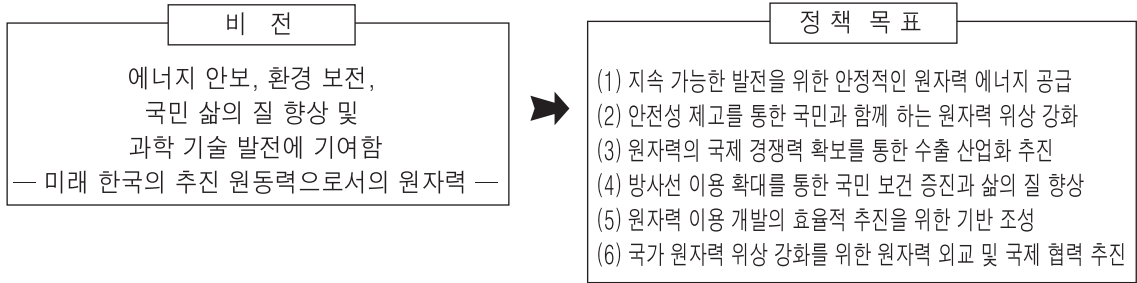 비 전
에너지 안보, 환경 보전,
국민 삶의 질 향상 및
과학 기술 발전에 기여함
― 미래 한국의 추진 원동력으로서의 원자력 ―
정 책 목 표
(1) 지속 가능한 발전을 위한 안정적인 원자력 에너지 공급
(2) 안전성 제고를 통한 국민과 함께 하는 원자력 위상 강화
(3) 원자력의 국제 경쟁력 확보를 통한 수출 산업화 추진
(4) 방사선 이용 확대를 통한 국민 보건 증진과 삶의 질 향상
(5) 원자력 이용 개발의 효율적 추진을 위한 기반 조성
(6) 국가 원자력 위상 강화를 위한 원자력 외교 및 국제 협력 추진